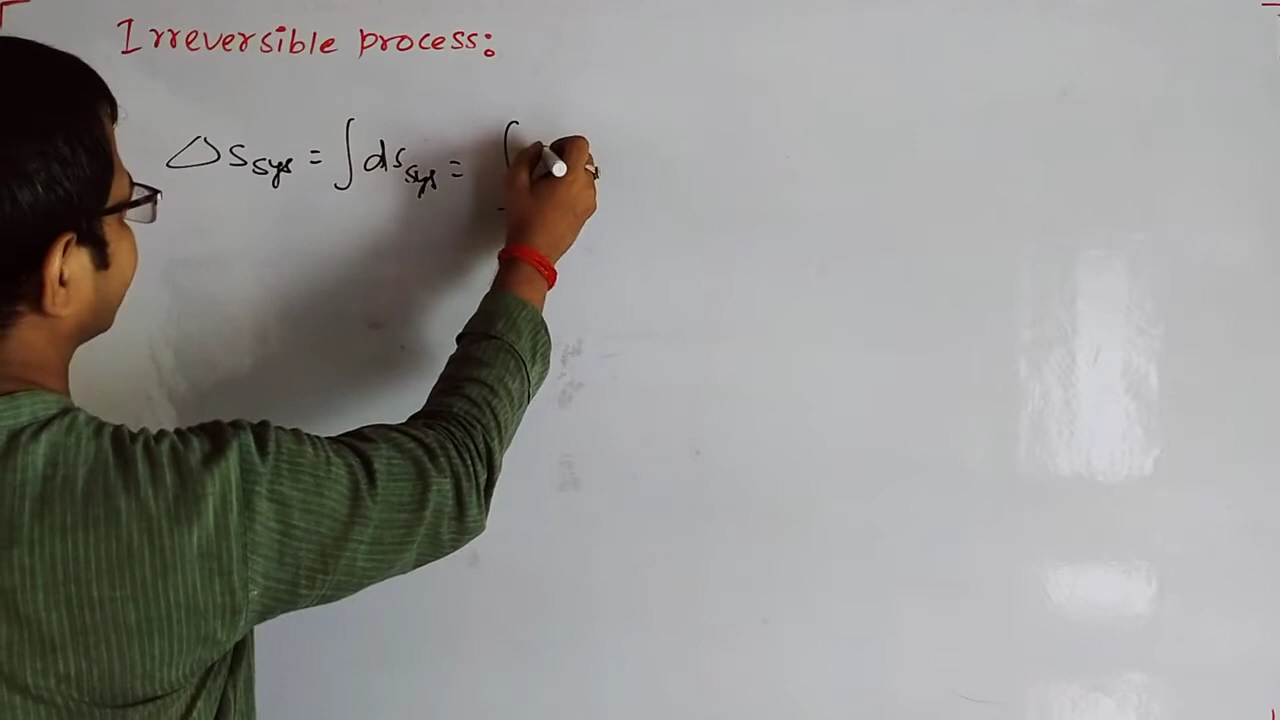 Irreversible process:
△S_sys = ∫dS_sys = ∫